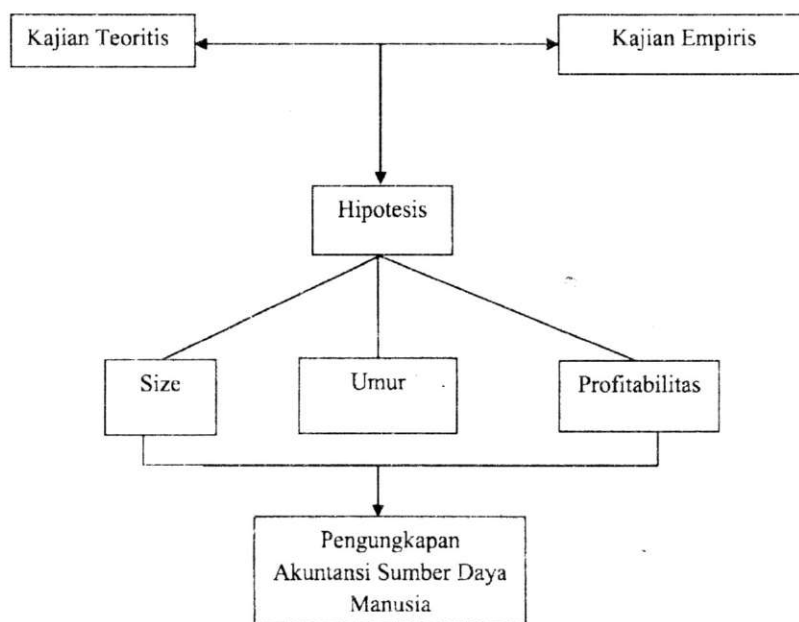 Kajian Teoritis
Kajian Empiris
Hipotesis
Size
Umur
Profitabilitas
Pengungkapan
Akuntansi Sumber Daya
Manusia